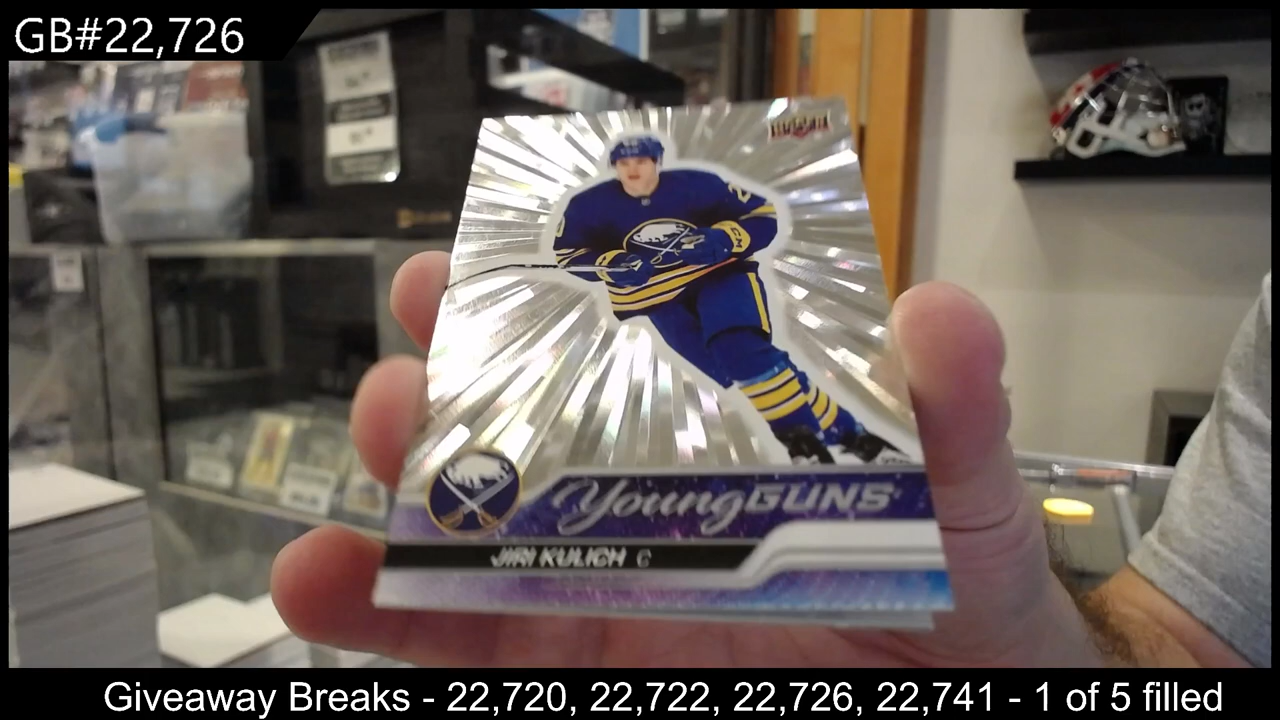 GB#22,726
Young GUNS
JIRI KULICH C
Giveaway Breaks - 22,720, 22,722, 22,726, 22,741 - 1 of 5 filled